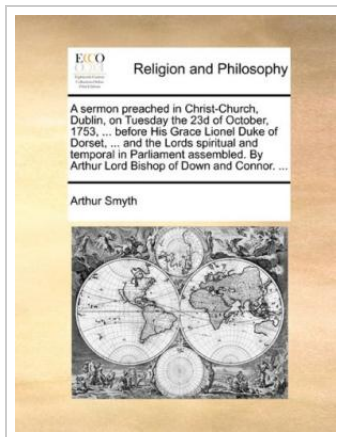 ECCO
Religion and Philosophy
A sermon preached in Christ-Church,
Dublin, on Tuesday the 23d of October,
1753, ... before His Grace Lionel Duke of
Dorset, ... and the Lords spiritual and
temporal in Parliament assembled. By
Arthur Lord Bishop of Down and Connor. ...
Arthur Smyth